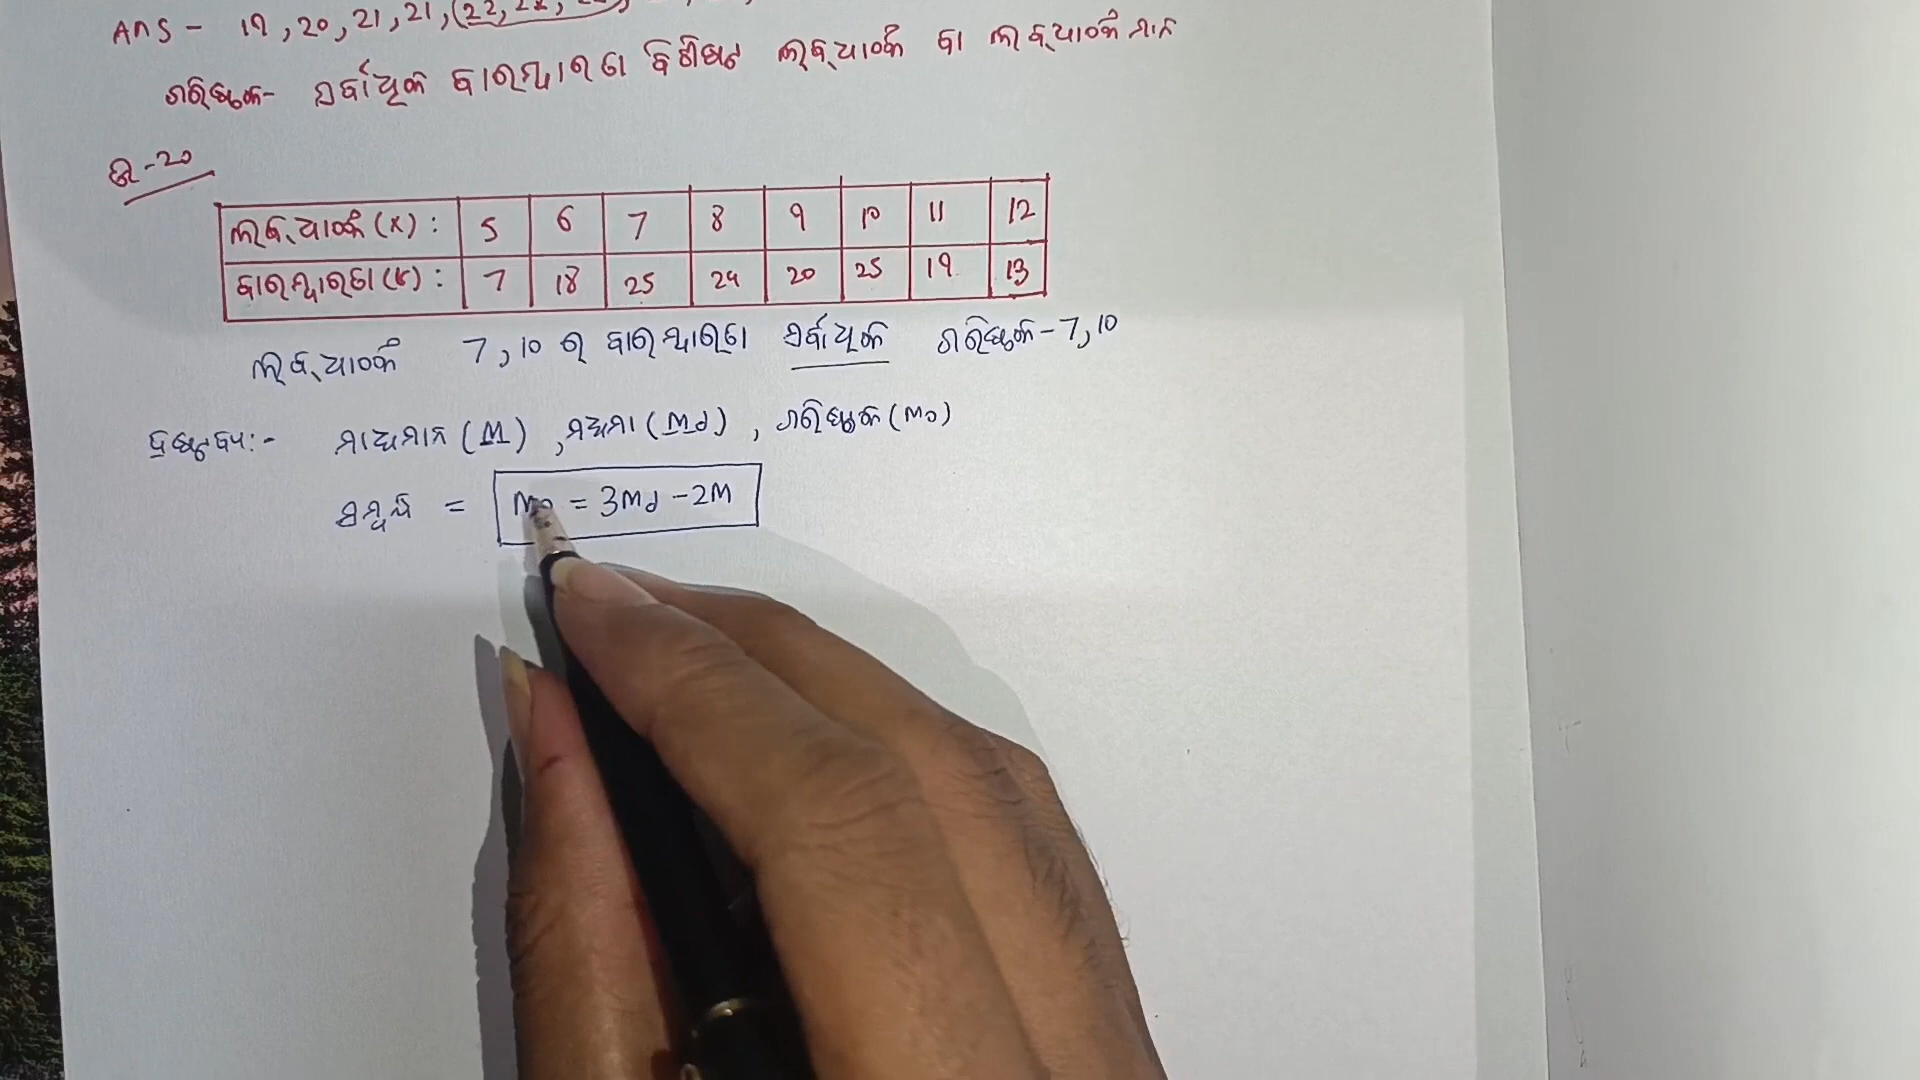 Ans - 19, 20, 21, 21, (22, 22,
ଗରିଷ୍ଠକ- ସର୍ବାଧିକ ବାରମ୍ବାରତା ବିଶିଷ୍ଟ ଲବ୍ଧାଙ୍କ ବା ଲବ୍ଧାଙ୍କମାନ
ଉ-20
ଲବ୍ଧାଙ୍କ (x) : 5 6 7 8 9 10 11 12
ବାରମ୍ବାରତା (f) : 7 18 25 24 20 25 19 13
ଲବ୍ଧାଙ୍କ 7, 10 ର ବାରମ୍ବାରତା ସର୍ବାଧିକ ଗରିଷ୍ଠକ - 7, 10
ଦ୍ରଷ୍ଟବ୍ୟ :- ମାଧ୍ୟମାନ (M) , ମଧ୍ୟମା (Md) , ଗରିଷ୍ଠକ (Mo)
ସମ୍ବନ୍ଧ = Mo = 3Md - 2M